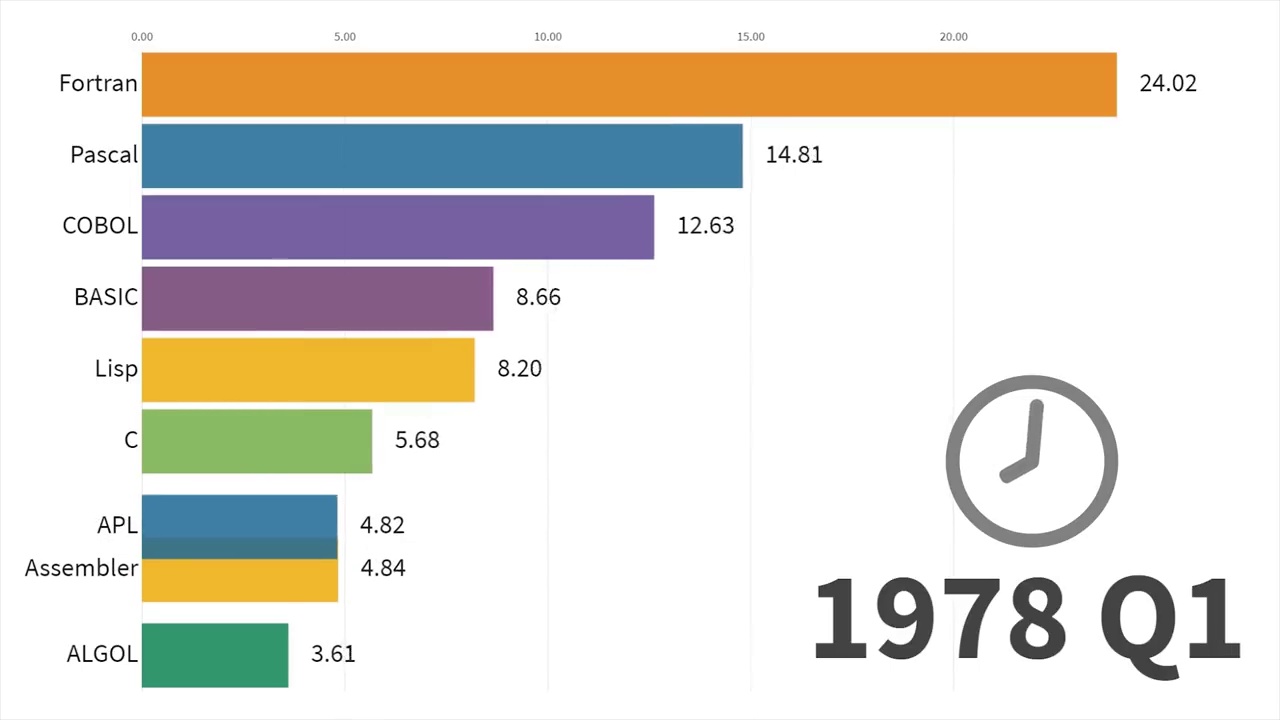 0.00 5.00 10.00 15.00 20.00
Fortran 24.02
Pascal 14.81
COBOL 12.63
BASIC 8.66
Lisp 8.20
C 5.68
APL 4.82
Assembler 4.84
ALGOL 3.61
1978 Q1